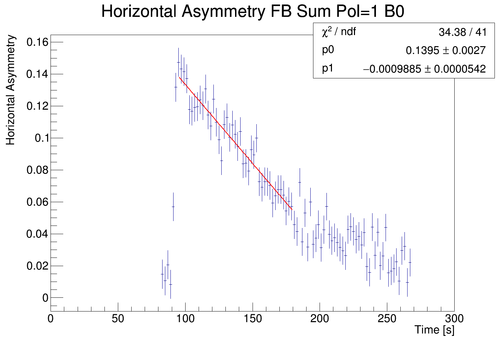 Horizontal Asymmetry FB Sum Pol=1 B0
χ² / ndf 34.38 / 41
p0 0.1395 ± 0.0027
p1 −0.0009885 ± 0.0000542
Horizontal Asymmetry
0.16
0.14
0.12
0.1
0.08
0.06
0.04
0.02
0
0 50 100 150 200 250 300
Time [s]